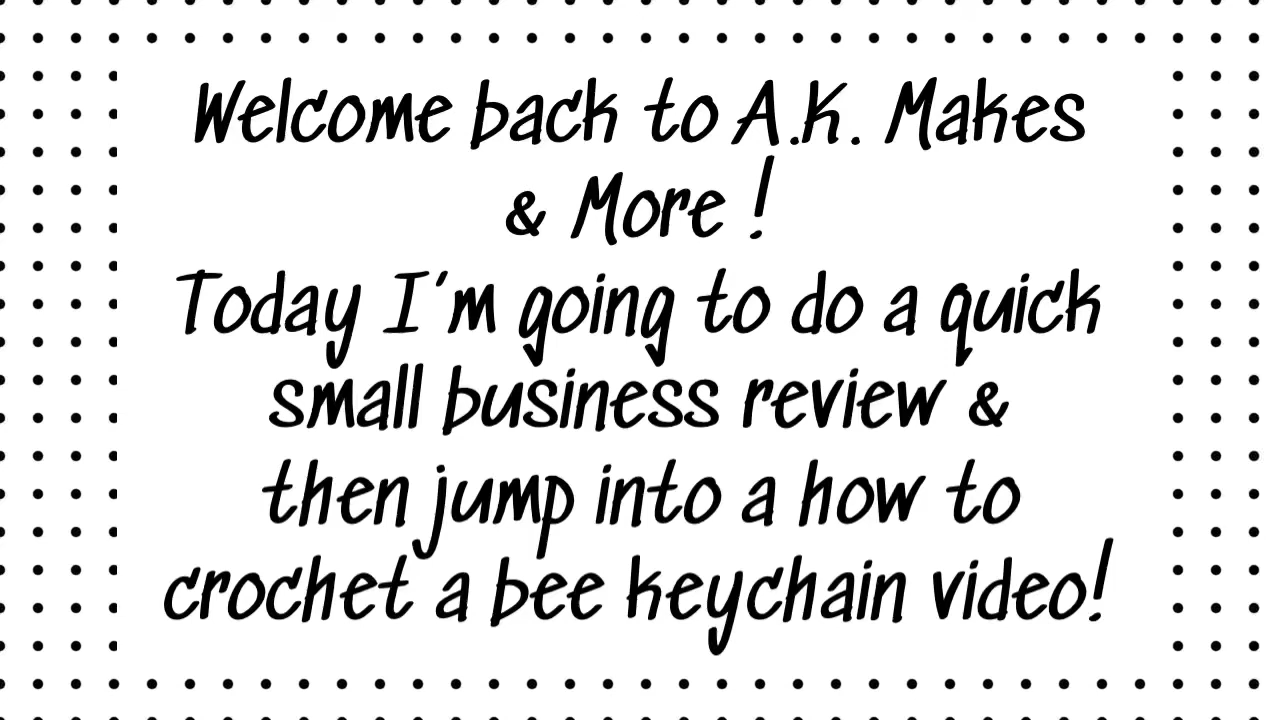 Welcome back to A.K. Makes
& More !
Today I'm going to do a quick
small business review &
then jump into a how to
crochet a bee keychain video!